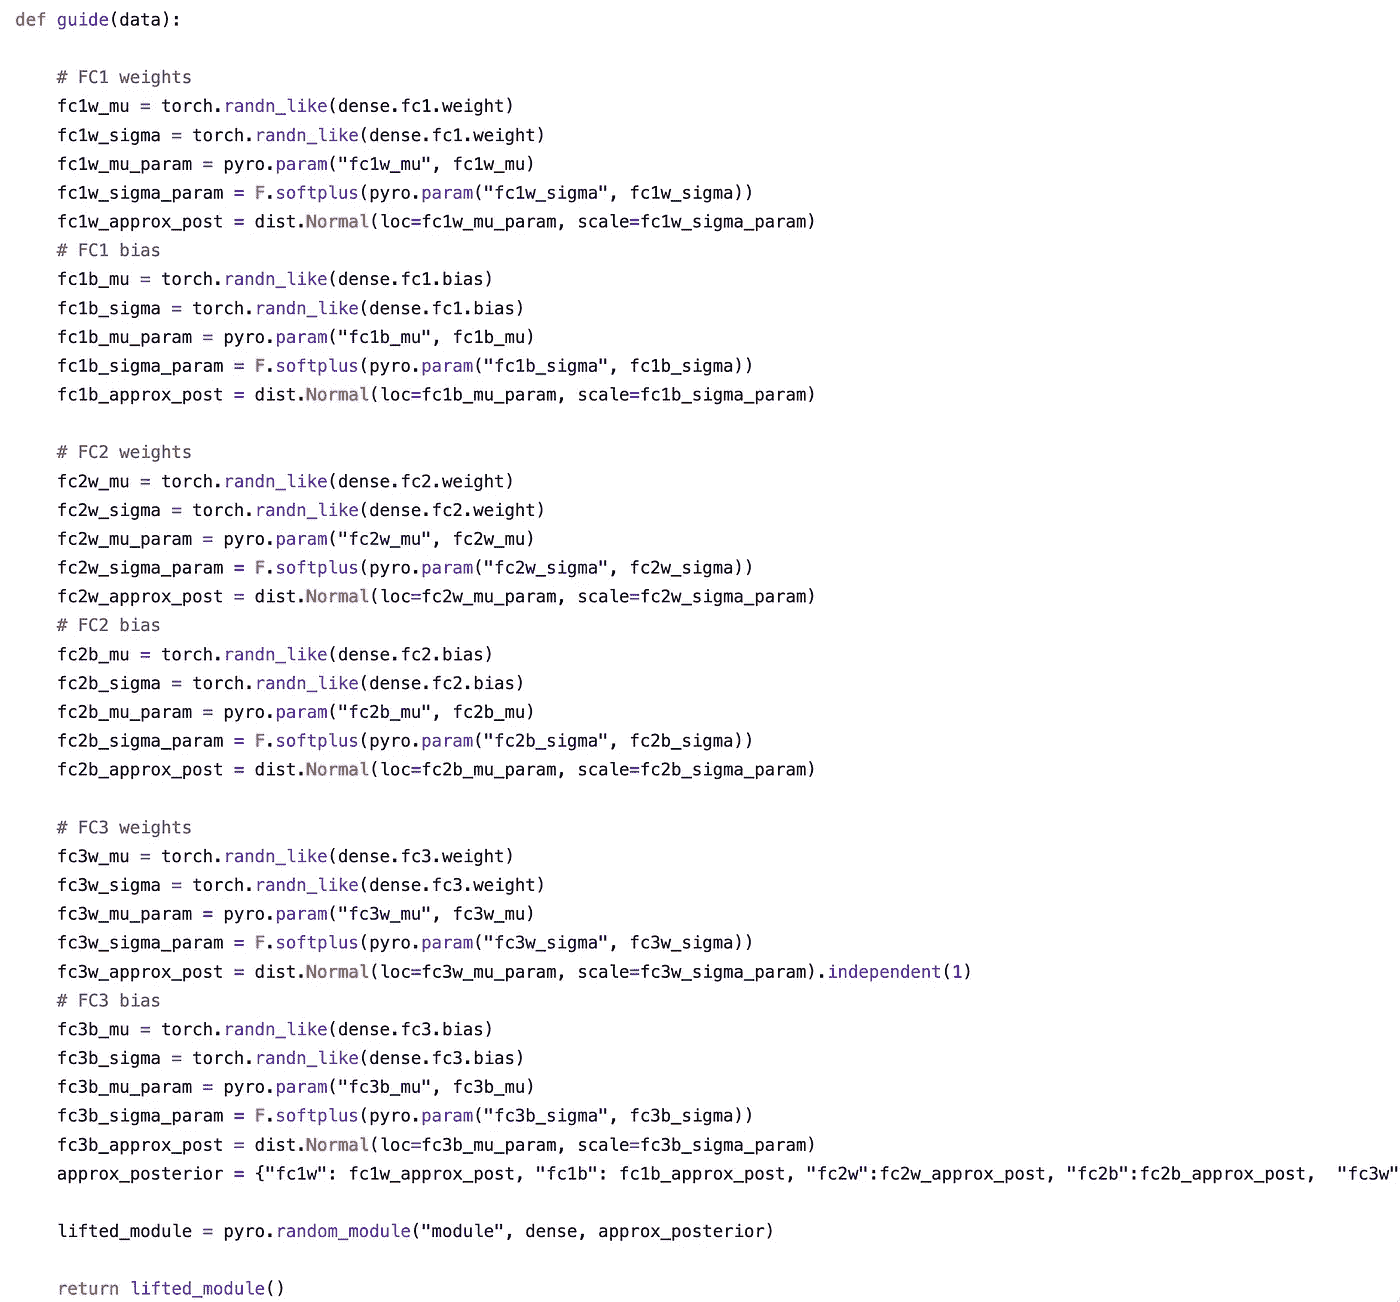 def guide(data):
# FC1 weights
fc1w_mu = torch.randn_like(dense.fc1.weight)
fc1w_sigma = torch.randn_like(dense.fc1.weight)
fc1w_mu_param = pyro.param("fc1w_mu", fc1w_mu)
fc1w_sigma_param = F.softplus(pyro.param("fc1w_sigma", fc1w_sigma))
fc1w_approx_post = dist.Normal(loc=fc1w_mu_param, scale=fc1w_sigma_param)
# FC1 bias
fc1b_mu = torch.randn_like(dense.fc1.bias)
fc1b_sigma = torch.randn_like(dense.fc1.bias)
fc1b_mu_param = pyro.param("fc1b_mu", fc1b_mu)
fc1b_sigma_param = F.softplus(pyro.param("fc1b_sigma", fc1b_sigma))
fc1b_approx_post = dist.Normal(loc=fc1b_mu_param, scale=fc1b_sigma_param)
# FC2 weights
fc2w_mu = torch.randn_like(dense.fc2.weight)
fc2w_sigma = torch.randn_like(dense.fc2.weight)
fc2w_mu_param = pyro.param("fc2w_mu", fc2w_mu)
fc2w_sigma_param = F.softplus(pyro.param("fc2w_sigma", fc2w_sigma))
fc2w_approx_post = dist.Normal(loc=fc2w_mu_param, scale=fc2w_sigma_param)
# FC2 bias
fc2b_mu = torch.randn_like(dense.fc2.bias)
fc2b_sigma = torch.randn_like(dense.fc2.bias)
fc2b_mu_param = pyro.param("fc2b_mu", fc2b_mu)
fc2b_sigma_param = F.softplus(pyro.param("fc2b_sigma", fc2b_sigma))
fc2b_approx_post = dist.Normal(loc=fc2b_mu_param, scale=fc2b_sigma_param)
# FC3 weights
fc3w_mu = torch.randn_like(dense.fc3.weight)
fc3w_sigma = torch.randn_like(dense.fc3.weight)
fc3w_mu_param = pyro.param("fc3w_mu", fc3w_mu)
fc3w_sigma_param = F.softplus(pyro.param("fc3w_sigma", fc3w_sigma))
fc3w_approx_post = dist.Normal(loc=fc3w_mu_param, scale=fc3w_sigma_param).independent(1)
# FC3 bias
fc3b_mu = torch.randn_like(dense.fc3.bias)
fc3b_sigma = torch.randn_like(dense.fc3.bias)
fc3b_mu_param = pyro.param("fc3b_mu", fc3b_mu)
fc3b_sigma_param = F.softplus(pyro.param("fc3b_sigma", fc3b_sigma))
fc3b_approx_post = dist.Normal(loc=fc3b_mu_param, scale=fc3b_sigma_param)
approx_posterior = {"fc1w": fc1w_approx_post, "fc1b": fc1b_approx_post, "fc2w":fc2w_approx_post, "fc2b":fc2b_approx_post,  "fc3w"
lifted_module = pyro.random_module("module", dense, approx_posterior)
return lifted_module()